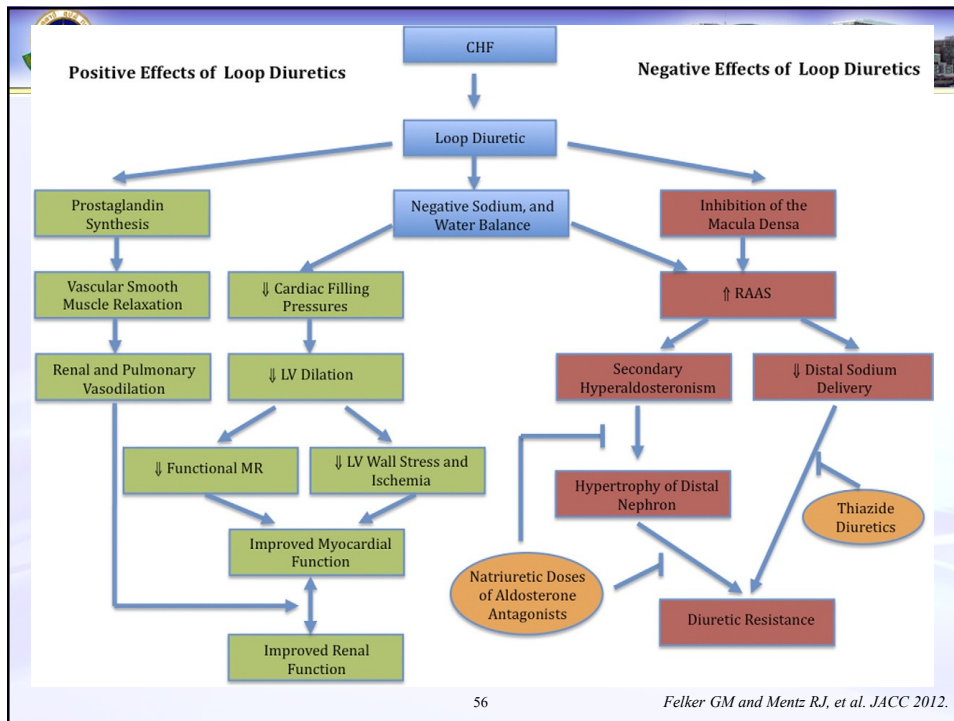 CHF
Positive Effects of Loop Diuretics
Negative Effects of Loop Diuretics
Loop Diuretic
Prostaglandin
Synthesis
Negative Sodium, and
Water Balance
Inhibition of the
Macula Densa
Vascular Smooth
Muscle Relaxation
⇓ Cardiac Filling
Pressures
⇑ RAAS
Renal and Pulmonary
Vasodilation
⇓ LV Dilation
Secondary
Hyperaldosteronism
⇓ Distal Sodium
Delivery
⇓ Functional MR
⇓ LV Wall Stress and
Ischemia
Hypertrophy of Distal
Nephron
Thiazide
Diuretics
Improved Myocardial
Function
Natriuretic Doses
of Aldosterone
Antagonists
Diuretic Resistance
Improved Renal
Function
56
Felker GM and Mentz RJ, et al. JACC 2012.